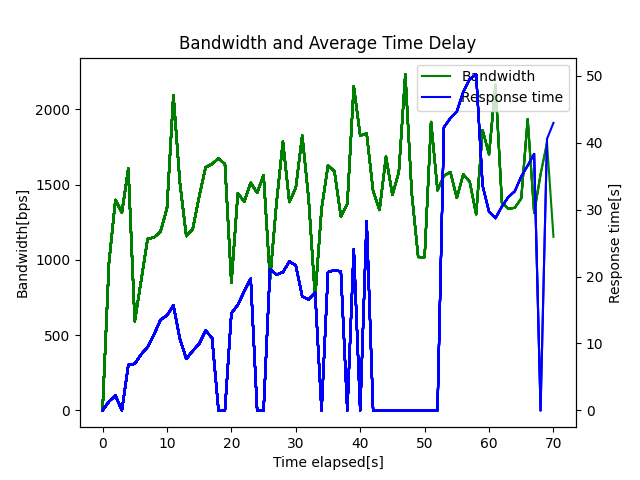 Bandwidth and Average Time Delay
Bandwidth
Response time
2000
1500
1000
500
0
Bandwidth[bps]
50
40
30
20
10
0
Response time[s]
0 10 20 30 40 50 60 70
Time elapsed[s]